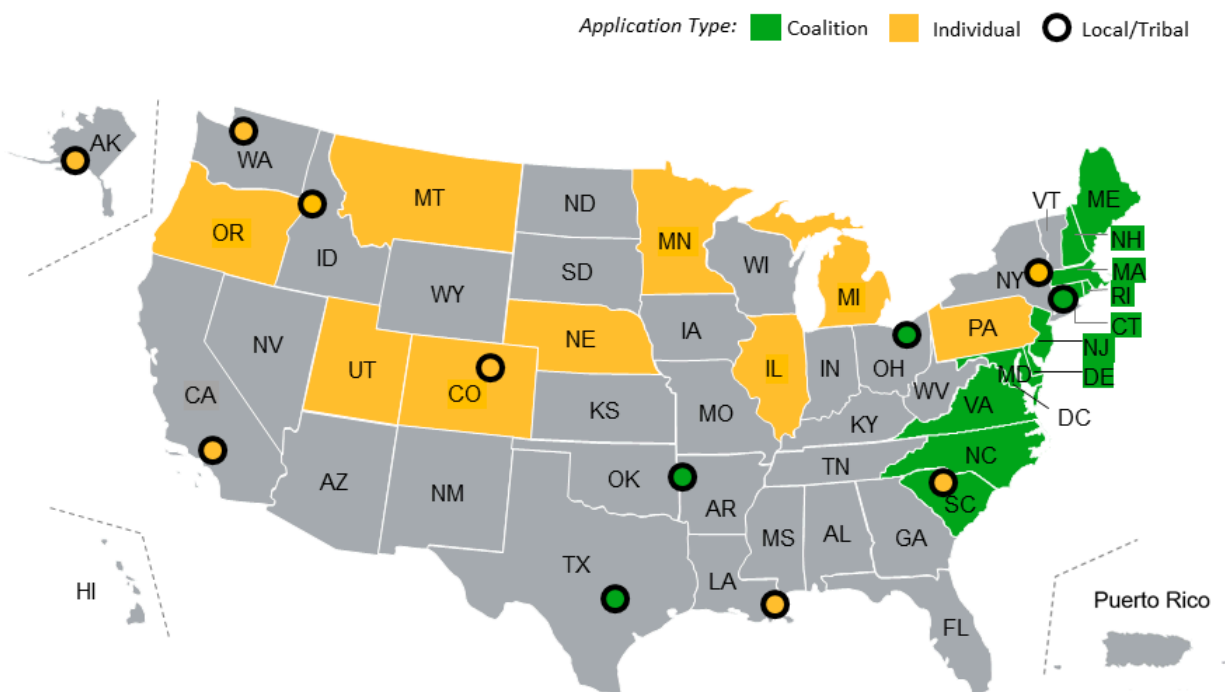 Application Type: Coalition Individual Local/Tribal
AK
WA
MT
ND
MN
VT
ME
OR
ID
SD
WI
NY
NH
MA
WY
MI
RI
CT
NV
IA
PA
NJ
NE
UT
IL
IN
OH
MD
DE
CA
CO
WV
VA
DC
KS
MO
KY
NC
TN
AZ
NM
OK
AR
SC
MS
AL
GA
TX
LA
HI
Puerto Rico
FL